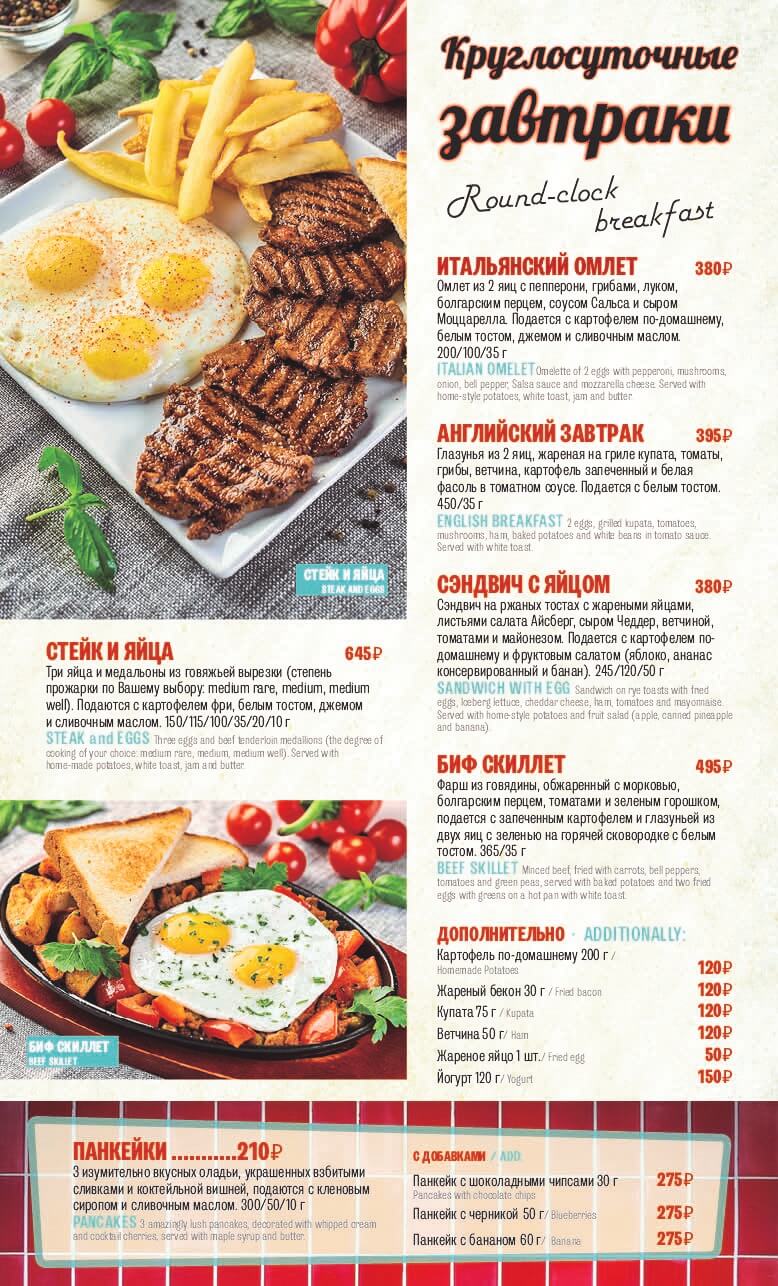 Круглосуточные
завтраки
Round-clock
breakfast
ИТАЛЬЯНСКИЙ ОМЛЕТ 380₽
Омлет из 2 яиц с пепперони, грибами, луком,
болгарским перцем, соусом Сальса и сыром
Моццарелла. Подается с картофелем по-домашнему,
белым тостом, джемом и сливочным маслом.
200/100/35 г
ITALIAN OMELET Omelette of 2 eggs with pepperoni, mushrooms,
onion, bell pepper, Salsa sauce and mozzarella cheese. Served with
home-style potatoes, white toast, jam and butter.
АНГЛИЙСКИЙ ЗАВТРАК 395₽
Глазунья из 2 яиц, жареная на гриле купата, томаты,
грибы, ветчина, картофель запеченный и белая
фасоль в томатном соусе. Подается с белым тостом.
450/35 г
ENGLISH BREAKFAST 2 eggs, grilled kupata, tomatoes,
mushrooms, ham, baked potatoes and white beans in tomato sauce.
Served with white toast.
СЭНДВИЧ С ЯЙЦОМ 380₽
Сэндвич на ржаных тостах с жареными яйцами,
листьями салата Айсберг, сыром Чеддер, ветчиной,
томатами и майонезом. Подается с картофелем по-
домашнему и фруктовым салатом (яблоко, ананас
консервированный и банан). 245/120/50 г
SANDWICH WITH EGG Sandwich on rye toasts with fried
eggs, Iceberg lettuce, cheddar cheese, ham, tomatoes and mayonnaise.
Served with home-style potatoes and fruit salad (apple, canned pineapple
and banana).
БИФ СКИЛЛЕТ 495₽
Фарш из говядины, обжаренный с морковью,
болгарским перцем, томатами и зеленым горошком,
подается с запеченным картофелем и глазуньей из
двух яиц с зеленью на горячей сковородке с белым
тостом. 365/35 г
BEEF SKILLET Minced beef, fried with carrots, bell peppers,
tomatoes and green peas, served with baked potatoes and two fried
eggs with greens on a hot pan with white toast.
ДОПОЛНИТЕЛЬНО · ADDITIONALLY:
Картофель по-домашнему 200 г /
Homemade Potatoes 120₽
Жареный бекон 30 г / Fried bacon 120₽
Купата 75 г / Kupata 120₽
Ветчина 50 г/ Ham 120₽
Жареное яйцо 1 шт./ Fried egg 50₽
Йогурт 120 г/ Yogurt 150₽
СТЕЙК И ЯЙЦА
STEAK AND EGGS
СТЕЙК И ЯЙЦА 645₽
Три яйца и медальоны из говяжьей вырезки (степень
прожарки по Вашему выбору: medium rare, medium, medium
well). Подаются с картофелем фри, белым тостом, джемом
и сливочным маслом. 150/115/100/35/20/10 г
STEAK and EGGS Three eggs and beef tenderloin medallions (the degree of
cooking of your choice: medium rare, medium, medium well). Served with
home-made potatoes, white toast, jam and butter.
БИФ СКИЛЛЕТ
BEEF SKILLET
ПАНКЕЙКИ ...........210₽
3 изумительно вкусных оладьи, украшенных взбитыми
сливками и коктейльной вишней, подаются с кленовым
сиропом и сливочным маслом. 300/50/10 г
PANCAKES 3 amazingly lush pancakes, decorated with whipped cream
and cocktail cherries, served with maple syrup and butter.
С ДОБАВКАМИ / ADD:
Панкейк с шоколадными чипсами 30 г 275₽
Pancakes with chocolate chips
Панкейк с черникой 50 г/ Blueberries 275₽
Панкейк с бананом 60 г/ Banana 275₽